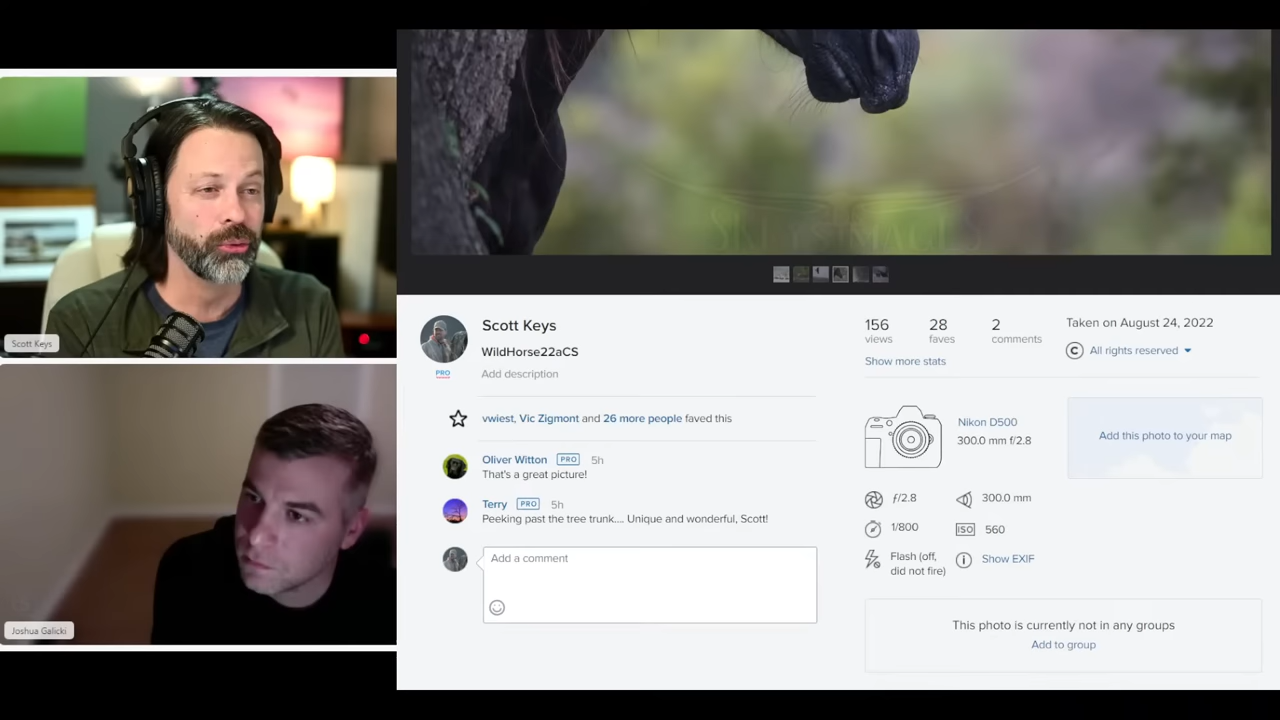 Scott Keys
Joshua Galicki
Scott Keys
WildHorse22aCS
Add description
PRO
vwiest, Vic Zigmont and 26 more people faved this
Oliver Witton PRO 5h
That's a great picture!
Terry PRO 5h
Peeking past the tree trunk.... Unique and wonderful, Scott!
Add a comment
156
views
28
faves
2
comments
Show more stats
Taken on August 24, 2022
C All rights reserved
Nikon D500
300.0 mm f/2.8
Add this photo to your map
ƒ/2.8
300.0 mm
1/800
ISO 560
Flash (off,
did not fire)
Show EXIF
This photo is currently not in any groups
Add to group